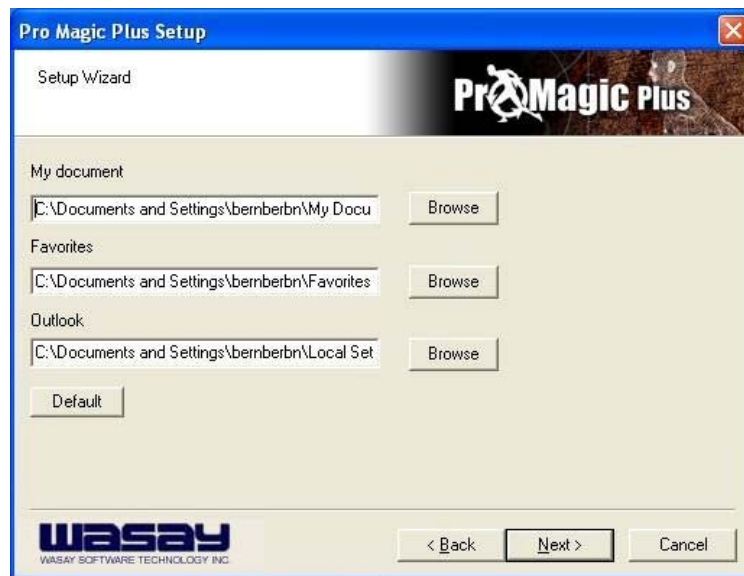 Pro Magic Plus Setup
Setup Wizard
Pro Magic Plus
My document
C:\Documents and Settings\bernberbn\My Docu
Browse
Favorites
C:\Documents and Settings\bernberbn\Favorites
Browse
Outlook
C:\Documents and Settings\bernberbn\Local Set
Browse
Default
wasay
WASAY SOFTWARE TECHNOLOGY INC.
< Back
Next >
Cancel